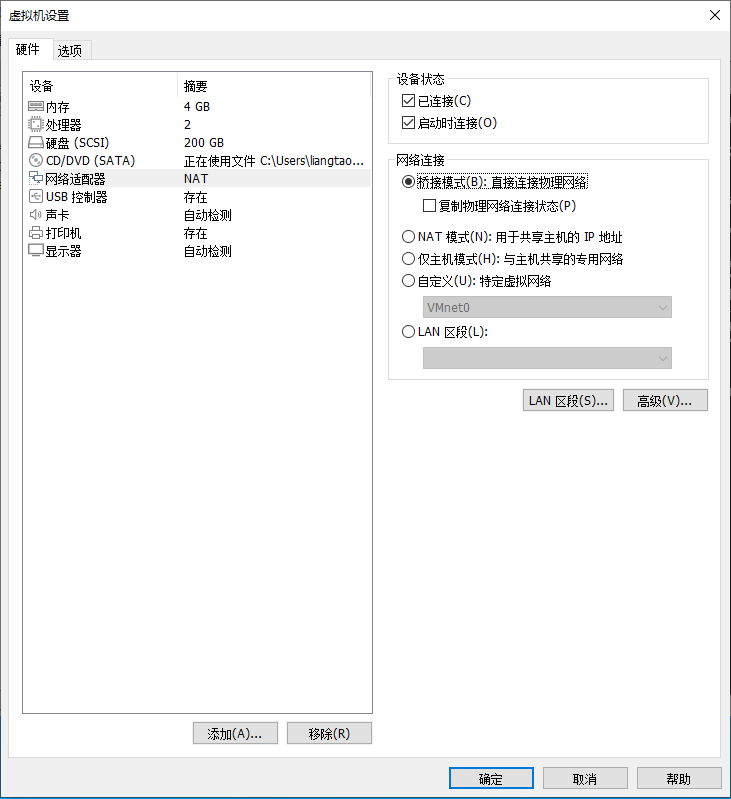 虚拟机设置
硬件 选项
设备 摘要
内存 4 GB
处理器 2
硬盘 (SCSI) 200 GB
CD/DVD (SATA) 正在使用文件 C:\Users\liangtao...
网络适配器 NAT
USB 控制器 存在
声卡 自动检测
打印机 存在
显示器 自动检测
添加(A)... 移除(R)
设备状态
已连接(C)
启动时连接(O)
网络连接
桥接模式(B): 直接连接物理网络
复制物理网络连接状态(P)
NAT 模式(N): 用于共享主机的 IP 地址
仅主机模式(H): 与主机共享的专用网络
自定义(U): 特定虚拟网络
VMnet0
LAN 区段(L):
LAN 区段(S)... 高级(V)...
确定 取消 帮助